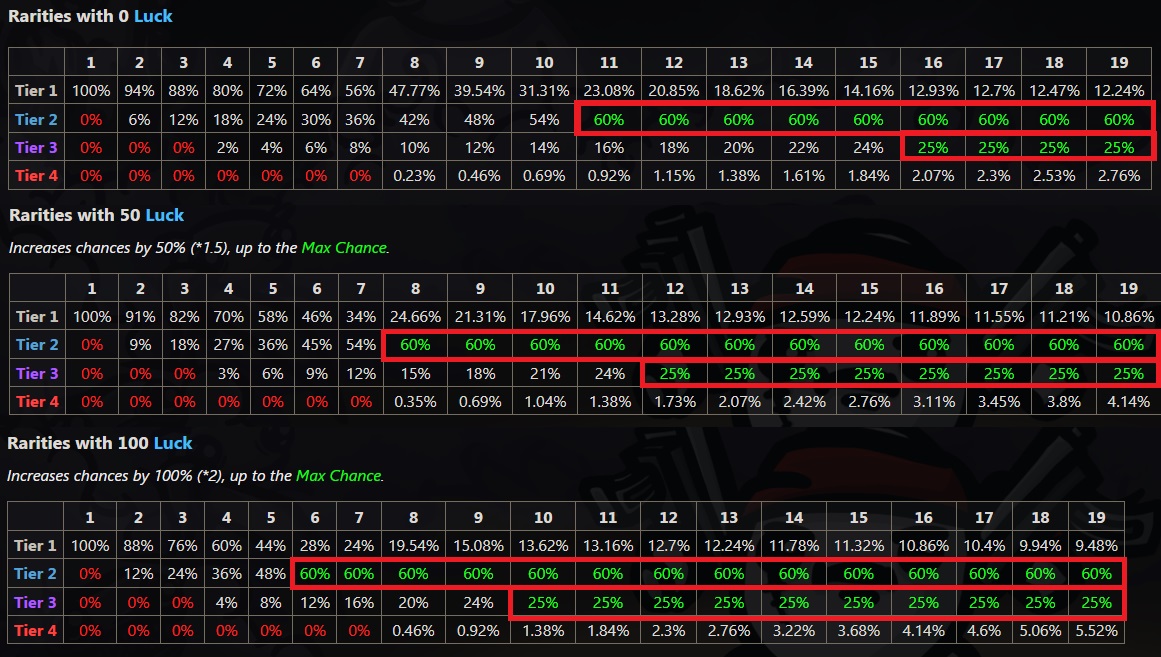 Rarities with 0 Luck
1 2 3 4 5 6 7 8 9 10 11 12 13 14 15 16 17 18 19
Tier 1 100% 94% 88% 80% 72% 64% 56% 47.77% 39.54% 31.31% 23.08% 20.85% 18.62% 16.39% 14.16% 12.93% 12.7% 12.47% 12.24%
Tier 2 0% 6% 12% 18% 24% 30% 36% 42% 48% 54% 60% 60% 60% 60% 60% 60% 60% 60% 60%
Tier 3 0% 0% 0% 2% 4% 6% 8% 10% 12% 14% 16% 18% 20% 22% 24% 25% 25% 25% 25%
Tier 4 0% 0% 0% 0% 0% 0% 0% 0.23% 0.46% 0.69% 0.92% 1.15% 1.38% 1.61% 1.84% 2.07% 2.3% 2.53% 2.76%
Rarities with 50 Luck
Increases chances by 50% (*1.5), up to the Max Chance.
1 2 3 4 5 6 7 8 9 10 11 12 13 14 15 16 17 18 19
Tier 1 100% 91% 82% 70% 58% 46% 34% 24.66% 21.31% 17.96% 14.62% 13.28% 12.93% 12.59% 12.24% 11.89% 11.55% 11.21% 10.86%
Tier 2 0% 9% 18% 27% 36% 45% 54% 60% 60% 60% 60% 60% 60% 60% 60% 60% 60% 60% 60%
Tier 3 0% 0% 0% 3% 6% 9% 12% 15% 18% 21% 24% 25% 25% 25% 25% 25% 25% 25% 25%
Tier 4 0% 0% 0% 0% 0% 0% 0% 0.35% 0.69% 1.04% 1.38% 1.73% 2.07% 2.42% 2.76% 3.11% 3.45% 3.8% 4.14%
Rarities with 100 Luck
Increases chances by 100% (*2), up to the Max Chance.
1 2 3 4 5 6 7 8 9 10 11 12 13 14 15 16 17 18 19
Tier 1 100% 88% 76% 60% 44% 28% 24% 19.54% 15.08% 13.62% 13.16% 12.7% 12.24% 11.78% 11.32% 10.86% 10.4% 9.94% 9.48%
Tier 2 0% 12% 24% 36% 48% 60% 60% 60% 60% 60% 60% 60% 60% 60% 60% 60% 60% 60% 60%
Tier 3 0% 0% 0% 4% 8% 12% 16% 20% 24% 25% 25% 25% 25% 25% 25% 25% 25% 25% 25%
Tier 4 0% 0% 0% 0% 0% 0% 0% 0.46% 0.92% 1.38% 1.84% 2.3% 2.76% 3.22% 3.68% 4.14% 4.6% 5.06% 5.52%